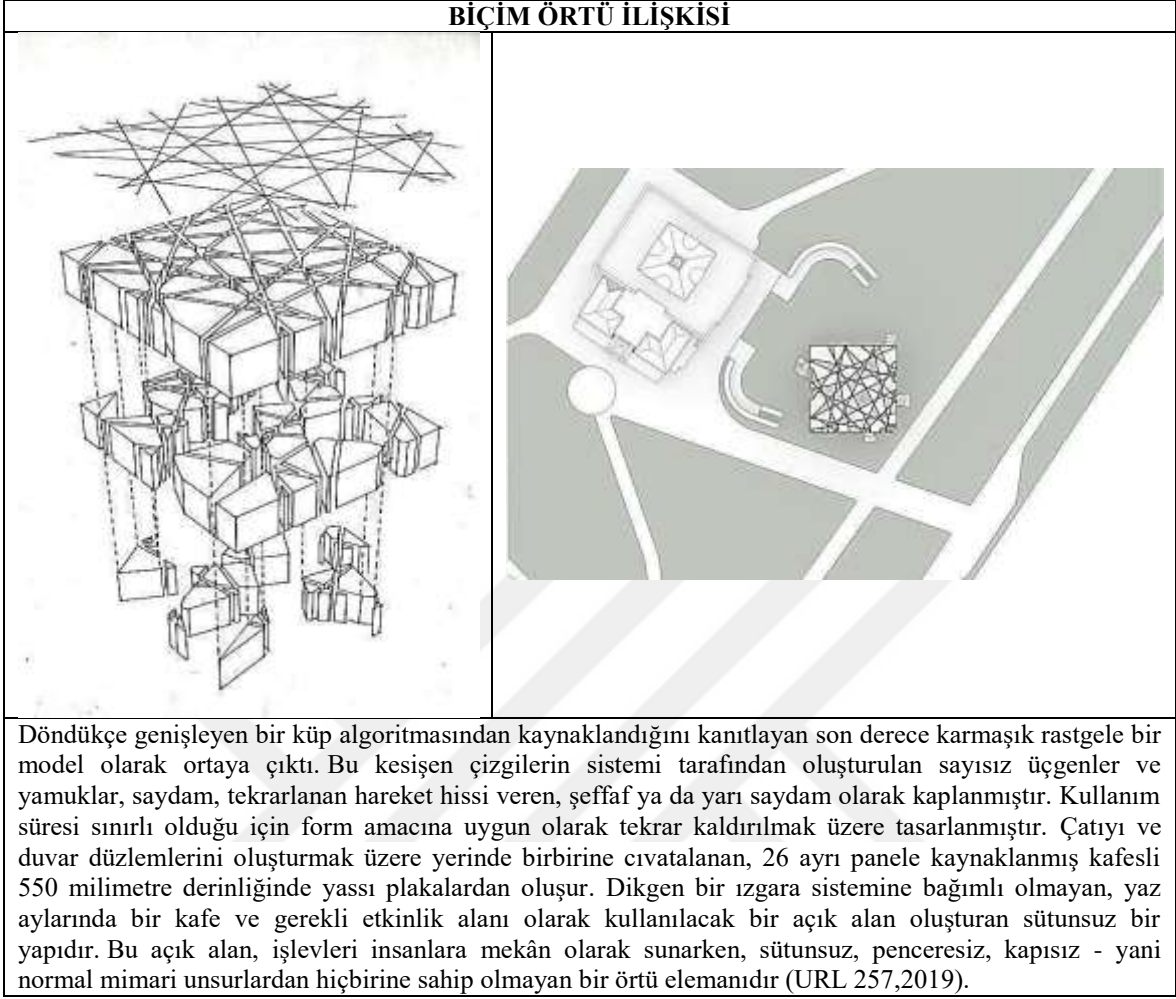 BİÇİM ÖRTÜ İLİŞKİSİ
Döndükçe genişleyen bir küp algoritmasından kaynaklandığını kanıtlayan son derece karmaşık rastgele bir
model olarak ortaya çıktı. Bu kesişen çizgilerin sistemi tarafından oluşturulan sayısız üçgenler ve
yamuklar, saydam, tekrarlanan hareket hissi veren, şeffaf ya da yarı saydam olarak kaplanmıştır. Kullanım
süresi sınırlı olduğu için form amacına uygun olarak tekrar kaldırılmak üzere tasarlanmıştır. Çatıyı ve
duvar düzlemlerini oluşturmak üzere yerinde birbirine cıvatalanan, 26 ayrı panele kaynaklanmış kafesli
550 milimetre derinliğinde yassı plakalardan oluşur. Dikgen bir ızgara sistemine bağımlı olmayan, yaz
aylarında bir kafe ve gerekli etkinlik alanı olarak kullanılacak bir açık alan oluşturan sütunsuz bir
yapıdır. Bu açık alan, işlevleri insanlara mekân olarak sunarken, sütunsuz, penceresiz, kapısız - yani
normal mimari unsurlardan hiçbirine sahip olmayan bir örtü elemanıdır (URL 257,2019).